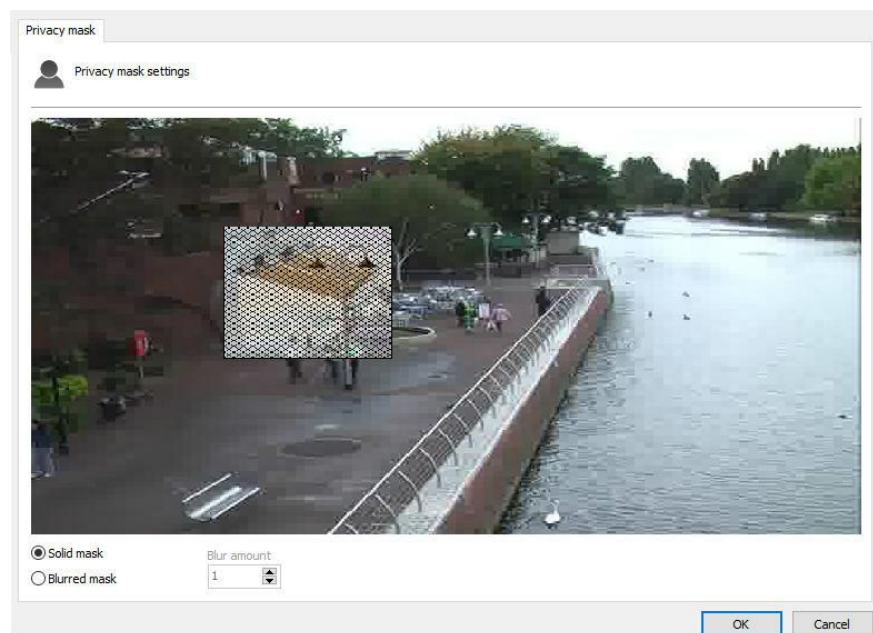 Privacy mask
Privacy mask settings
Solid mask
Blur amount
Blurred mask
1
OK
Cancel